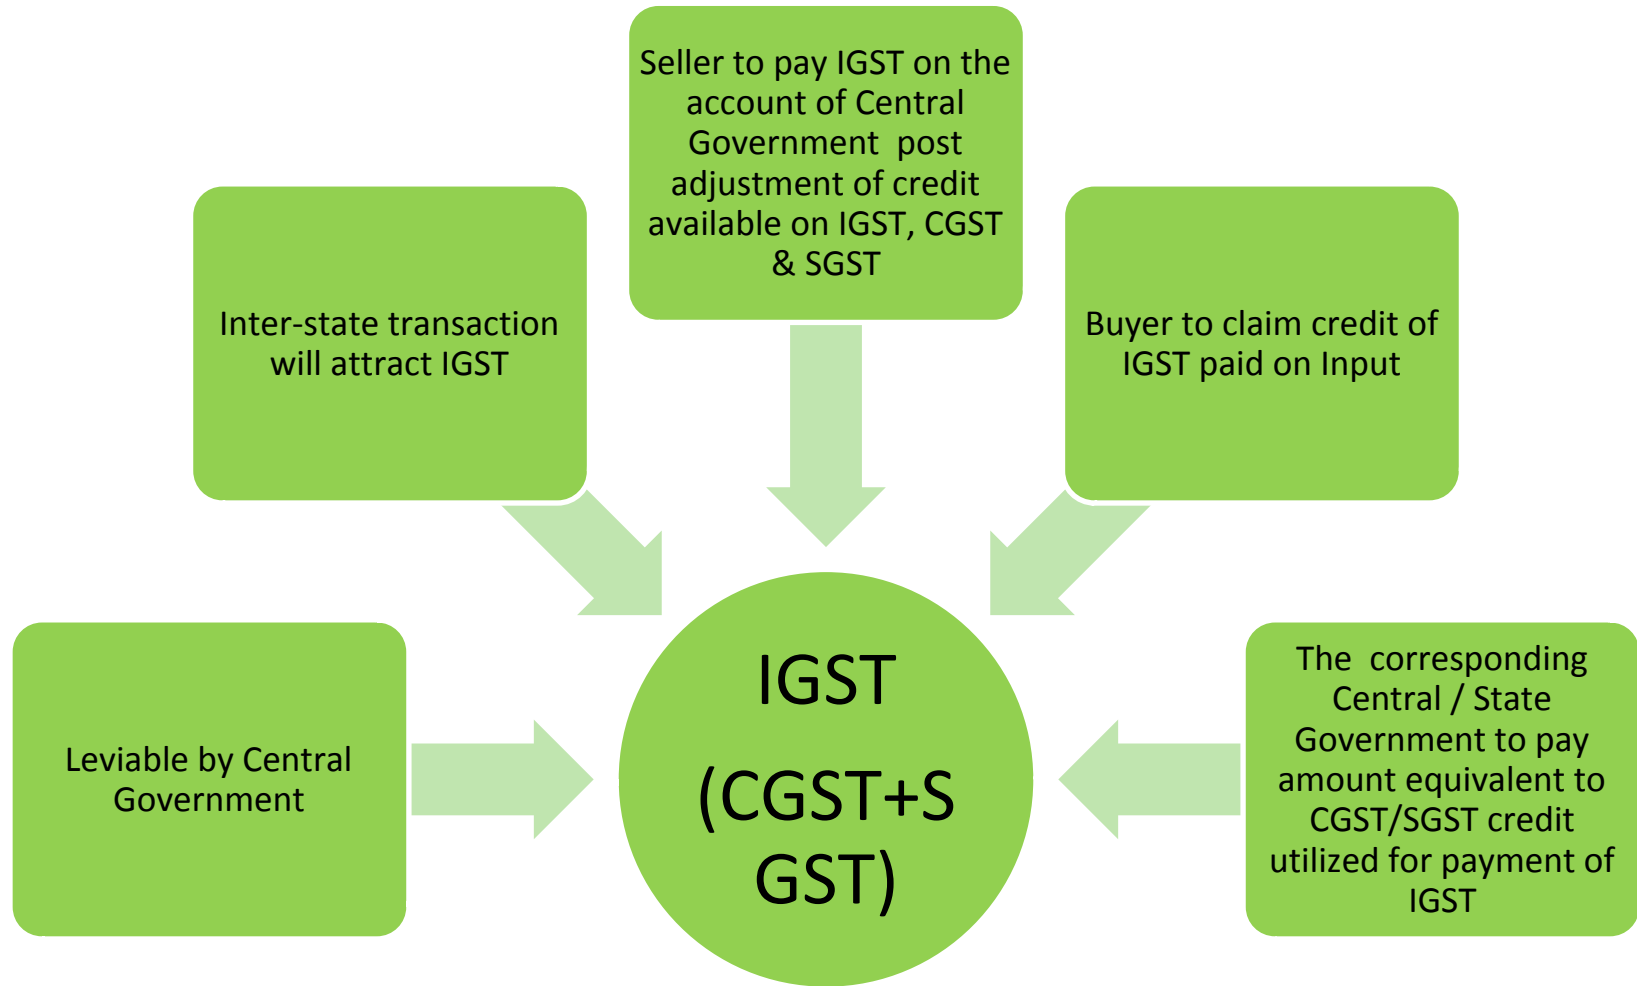 Seller to pay IGST on the
account of Central
Government post
adjustment of credit
available on IGST, CGST
& SGST
Inter-state transaction
will attract IGST
Buyer to claim credit of
IGST paid on Input
Leviable by Central
Government
IGST
(CGST+S
GST)
The corresponding
Central / State
Government to pay
amount equivalent to
CGST/SGST credit
utilized for payment of
IGST